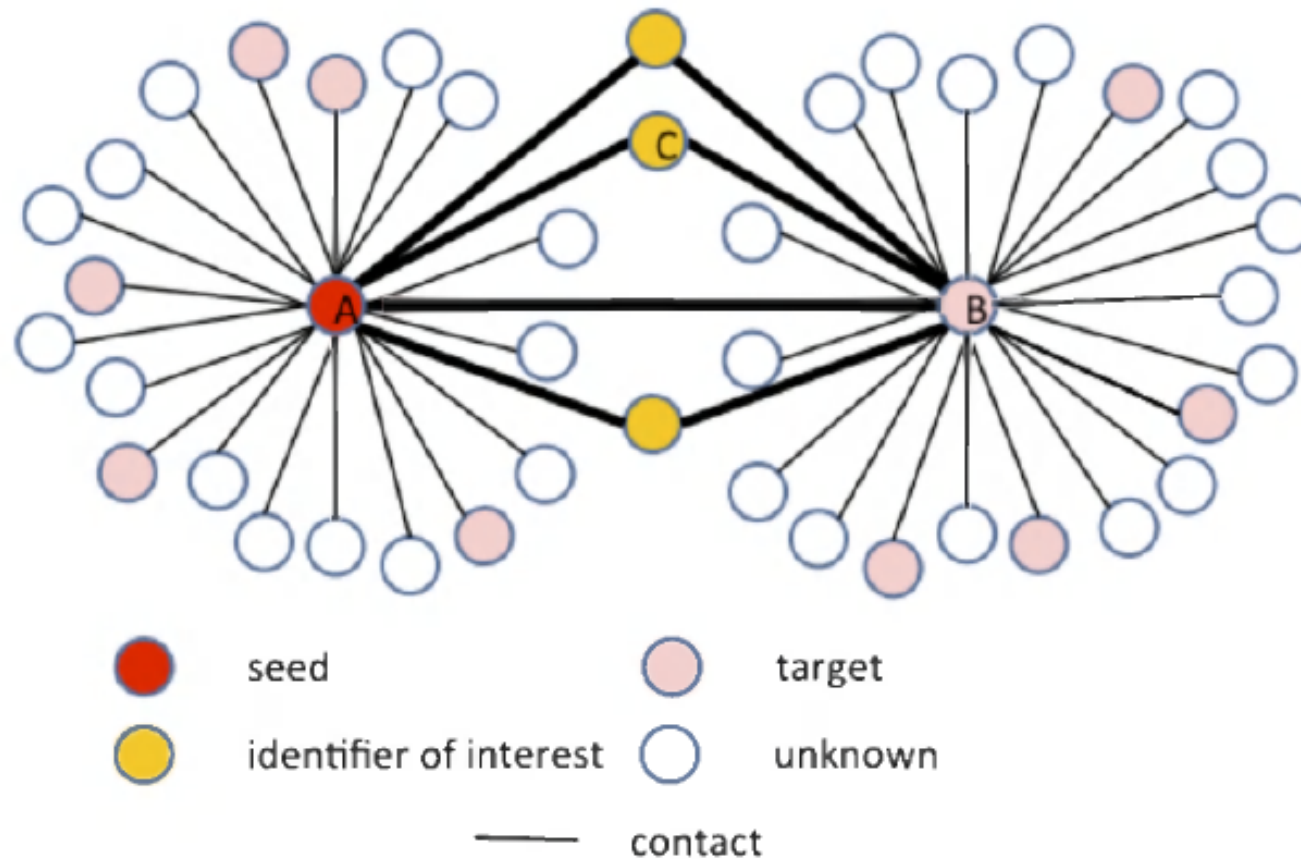 C
A
B
seed
target
identifier of interest
unknown
contact